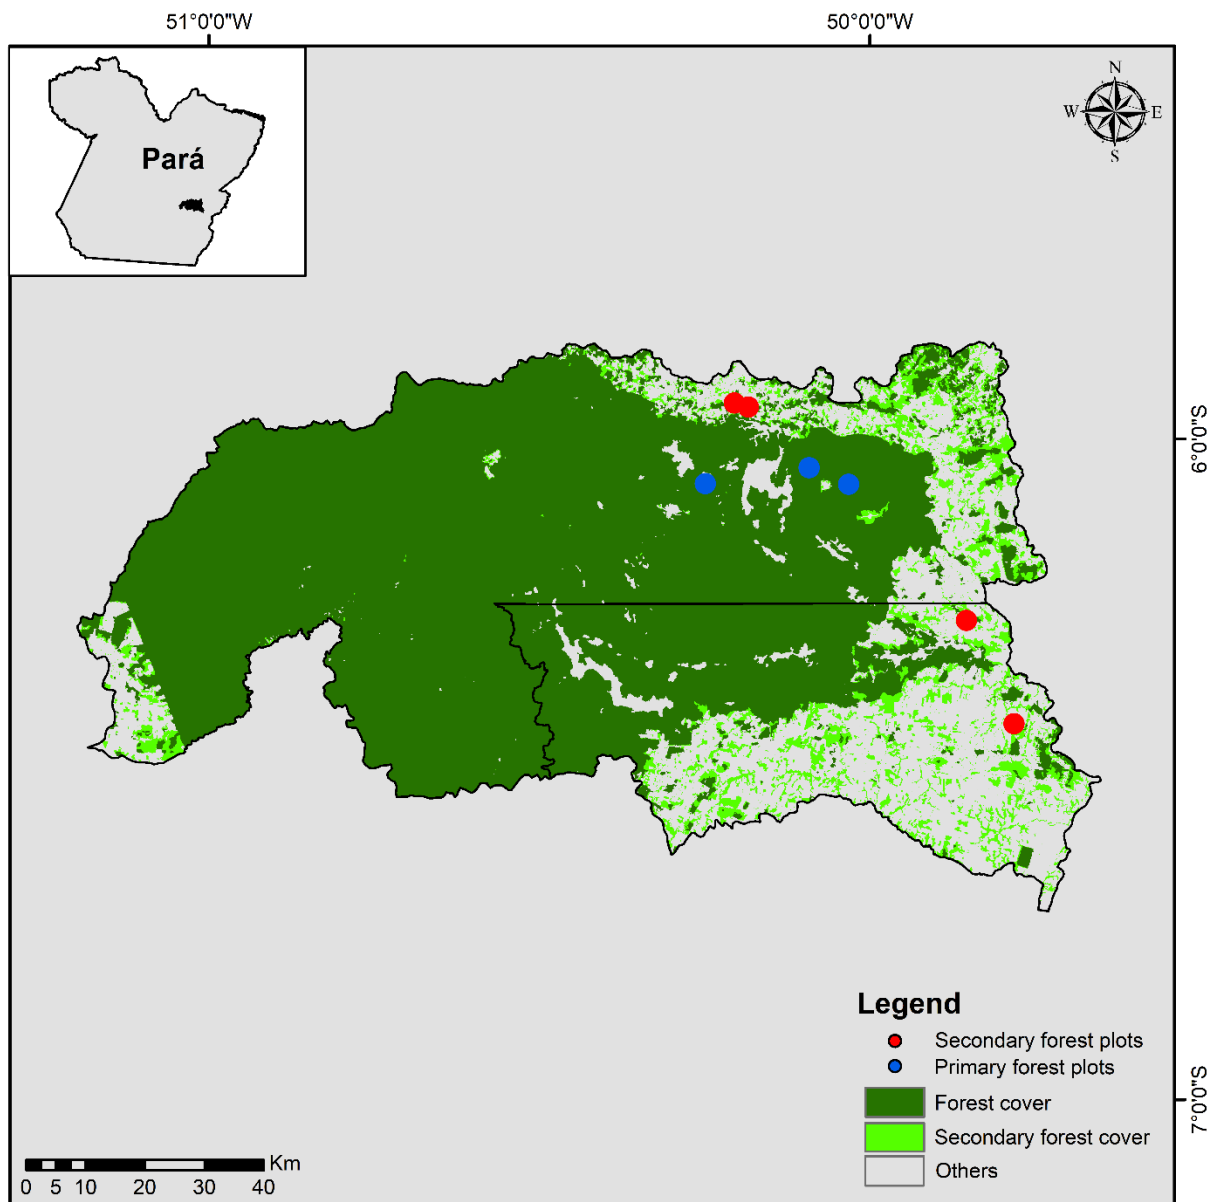 51°0'0"W
50°0'0"W
Pará
N
W
E
S
6°0'0"S
7°0'0"S
Legend
Secondary forest plots
Primary forest plots
Forest cover
Secondary forest cover
Others
Km
0 5 10 20 30 40